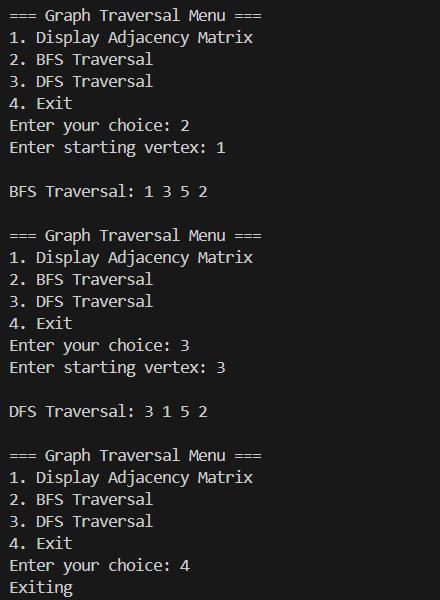 === Graph Traversal Menu ===
1. Display Adjacency Matrix
2. BFS Traversal
3. DFS Traversal
4. Exit
Enter your choice: 2
Enter starting vertex: 1
BFS Traversal: 1 3 5 2
=== Graph Traversal Menu ===
1. Display Adjacency Matrix
2. BFS Traversal
3. DFS Traversal
4. Exit
Enter your choice: 3
Enter starting vertex: 3
DFS Traversal: 3 1 5 2
=== Graph Traversal Menu ===
1. Display Adjacency Matrix
2. BFS Traversal
3. DFS Traversal
4. Exit
Enter your choice: 4
Exiting